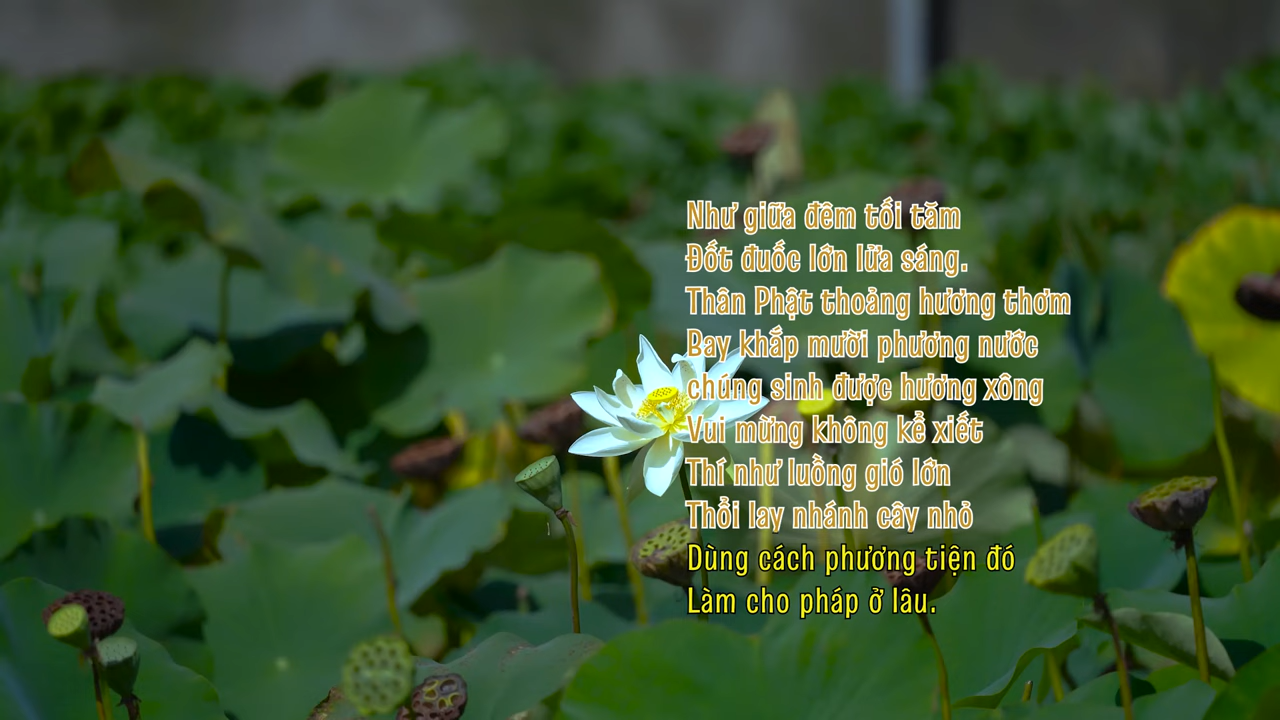 Như giữa đêm tối tăm
Đốt đuốc lớn lửa sáng.
Thân Phật thoảng hương thơm
Bay khắp mười phương nước
chúng sinh được hương xông
Vui mừng không kể xiết
Thí như luồng gió lớn
Thổi lay nhánh cây nhỏ
Dùng cách phương tiện đó
Làm cho pháp ở lâu.